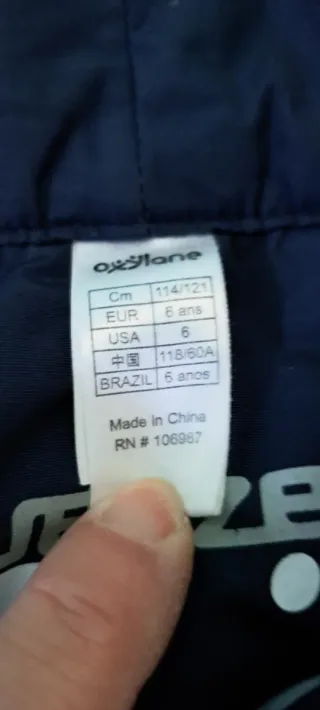 oxylane
Cm 114/121
EUR 6 ans
USA 6
中国 118/60A
BRAZIL 6 anos
Made in China
RN # 106987